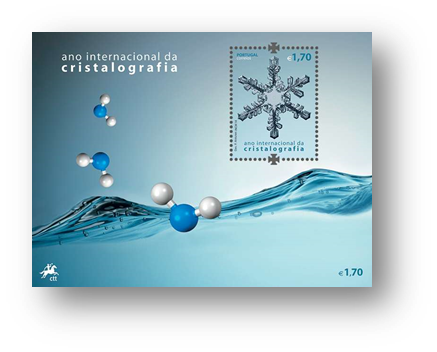 ano internacional da
cristalografia
PORTUGAL
€1,70
ano internacional da
cristalografia
ctt
€1,70